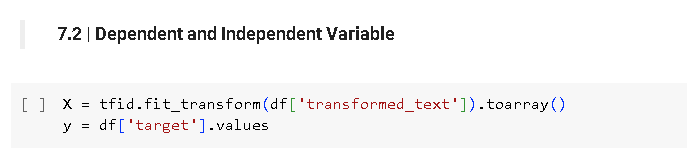 7.2 | Dependent and Independent Variable
[ ] X = tfid.fit_transform(df['transformed_text']).toarray()
y = df['target'].values